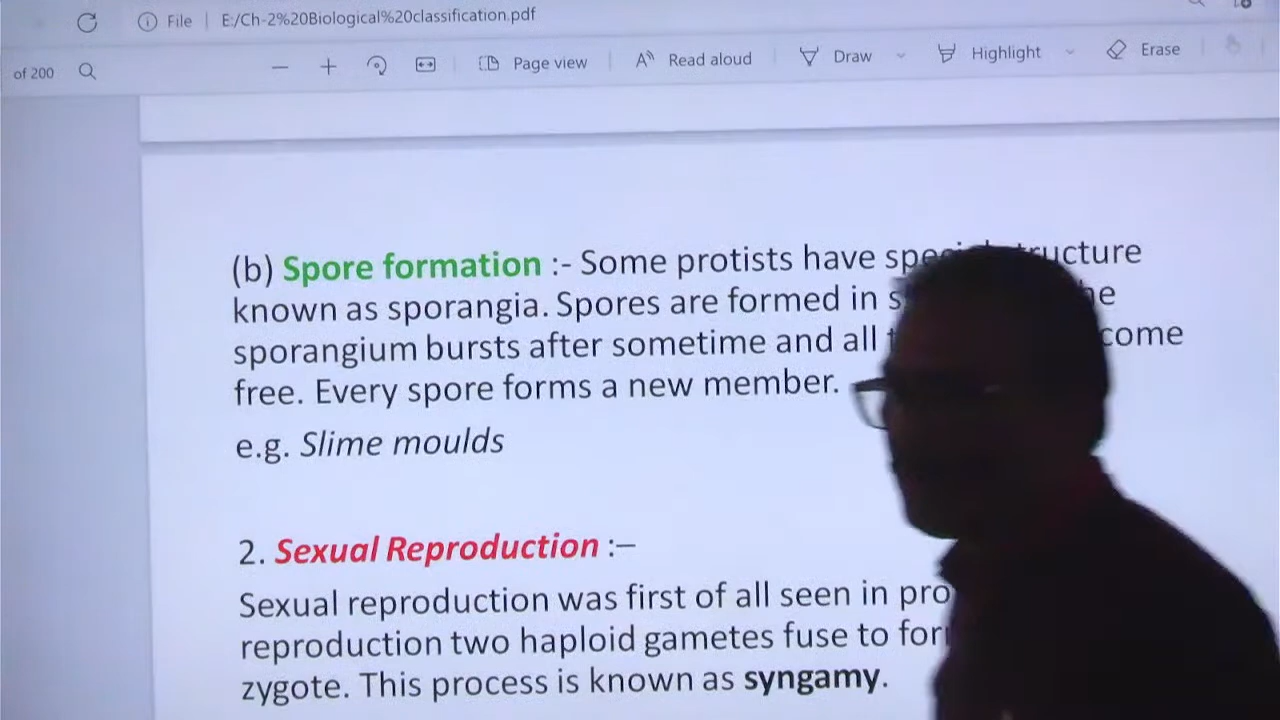 File | E:/Ch-2%20Biological%20classification.pdf
of 200
Page view
Read aloud
Draw
Highlight
Erase
(b) Spore formation :- Some protists have special structure
known as sporangia. Spores are formed in
sporangium bursts after sometime and all
free. Every spore forms a new member.
e.g. Slime moulds
2. Sexual Reproduction :–
Sexual reproduction was first of all seen in
reproduction two haploid gametes fuse to
zygote. This process is known as syngamy.